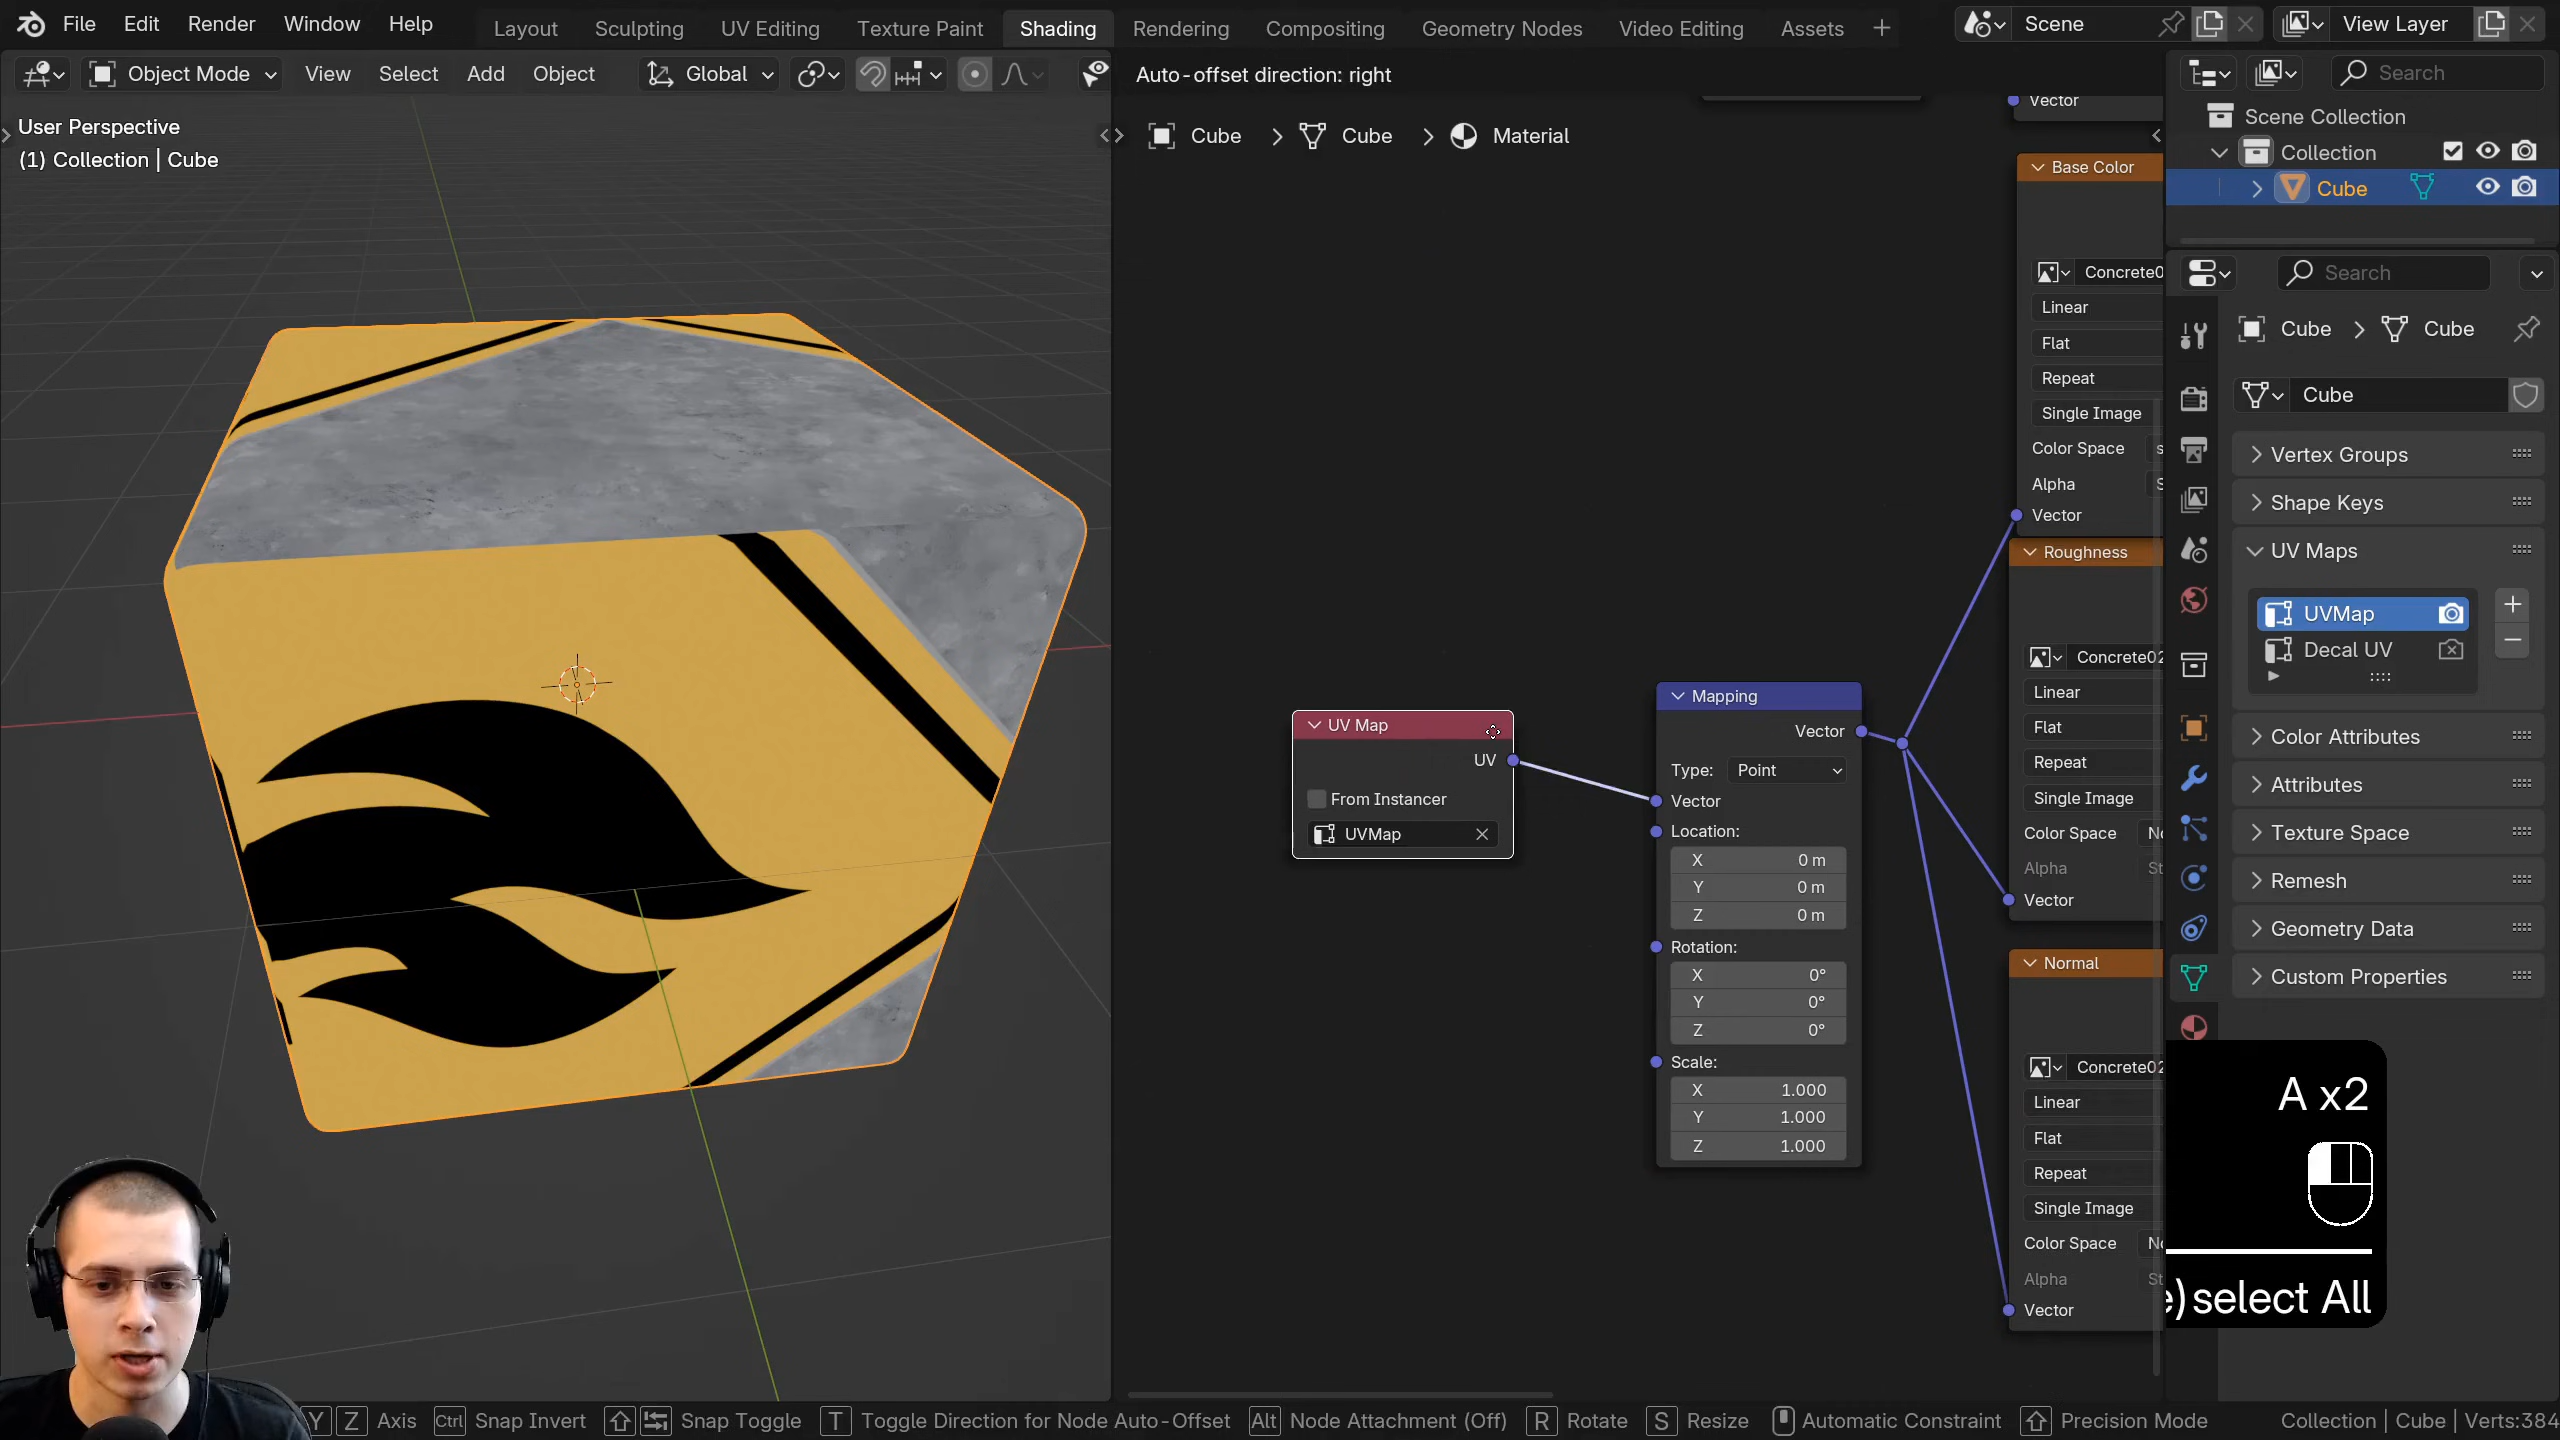 File Edit Render Window Help Layout Sculpting UV Editing Texture Paint Shading Rendering Compositing Geometry Nodes Video Editing Assets + Scene View Layer
Object Mode View Select Add Object Global
Auto-offset direction: right
Search
User Perspective
(1) Collection | Cube
Cube > Cube > Material
Vector
Scene Collection
Collection
Cube
Base Color
Concrete0
Linear
Flat
Repeat
Single Image
Color Space
Alpha S
Vector
Roughness
Concrete02
Linear
Flat
Repeat
Single Image
Color Space
Alpha St
Vector
Normal
Concrete02
Linear
Flat
Repeat
Single Image
Color Space
Alpha St
Vector
UV Map
UV
From Instancer
UVMap
Mapping
Vector
Type: Point
Vector
Location:
X 0 m
Y 0 m
Z 0 m
Rotation:
X 0°
Y 0°
Z 0°
Scale:
X 1.000
Y 1.000
Z 1.000
Search
Cube > Cube
Cube
Vertex Groups
Shape Keys
UV Maps
UVMap
Decal UV
Color Attributes
Attributes
Texture Space
Remesh
Geometry Data
Custom Properties
A x2
)select All
Y Z Axis Ctrl Snap Invert Snap Toggle T Toggle Direction for Node Auto-Offset Alt Node Attachment (Off) R Rotate S Resize Automatic Constraint Precision Mode Collection | Cube | Verts:384